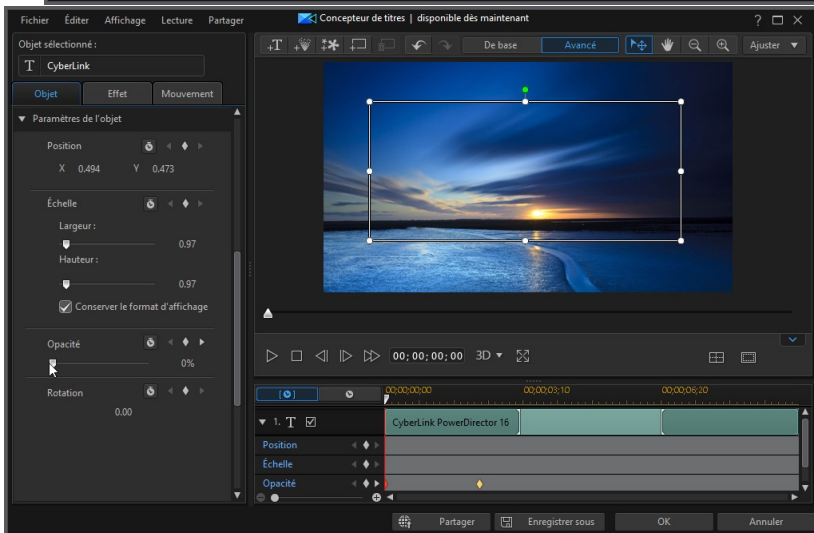 Fichier Éditer Affichage Lecture Partager Concepteur de titres | disponible dès maintenant ? X
Objet sélectionné :
T CyberLink
+T De base Avancé Ajuster ▼
Objet Effet Mouvement
▼ Paramètres de l'objet
Position
X 0.494 Y 0.473
Échelle
Largeur :
0.97
Hauteur :
0.97
Conserver le format d'affichage
Opacité
0%
Rotation
0.00
00;00;00;00 3D ▼
00;00;00;00 00;00;03;10 00;00;06;20
▼ 1. T CyberLink PowerDirector 16
Position
Échelle
Opacité
Partager Enregistrer sous OK Annuler